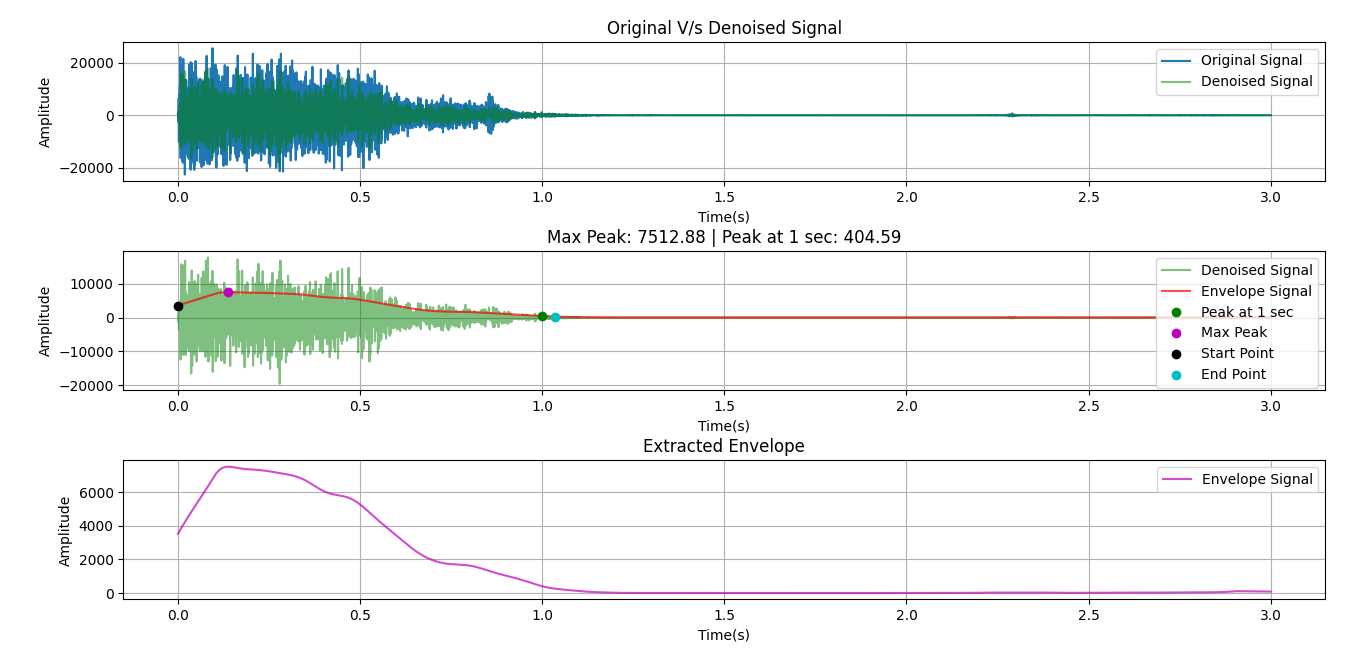 Original V/s Denoised Signal
Amplitude
20000
0
−20000
Original Signal
Denoised Signal
0.0 0.5 1.0 1.5 2.0 2.5 3.0
Time(s)
Max Peak: 7512.88 | Peak at 1 sec: 404.59
Amplitude
10000
0
−10000
−20000
Denoised Signal
Envelope Signal
Peak at 1 sec
Max Peak
Start Point
End Point
0.0 0.5 1.0 1.5 2.0 2.5 3.0
Time(s)
Extracted Envelope
Amplitude
6000
4000
2000
0
Envelope Signal
0.0 0.5 1.0 1.5 2.0 2.5 3.0
Time(s)